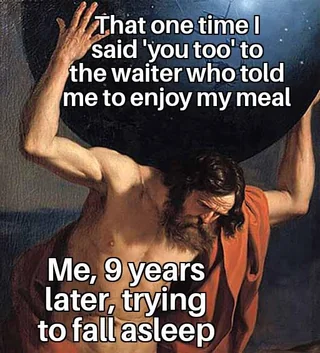 That one time I
said 'you too' to
the waiter who told
me to enjoy my meal
Me, 9 years
later, trying
to fall asleep